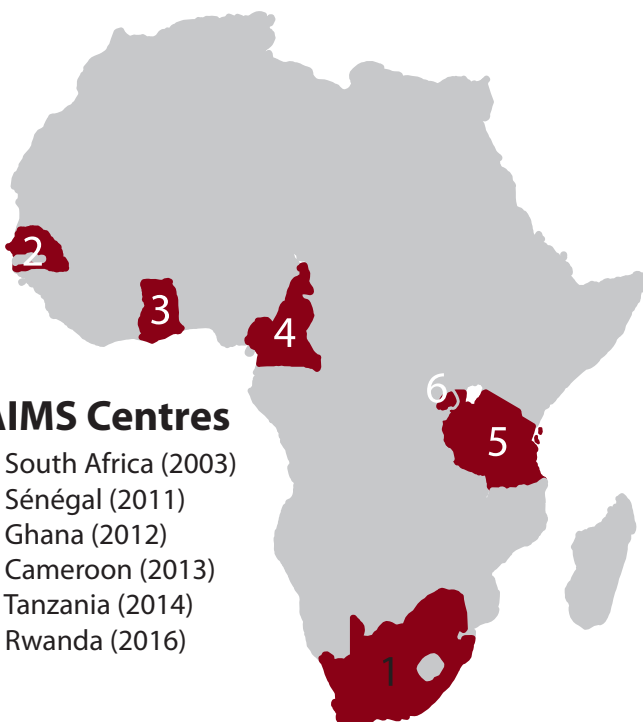 2
3
4
6
5
AIMS Centres
South Africa (2003)
Sénégal (2011)
Ghana (2012)
Cameroon (2013)
Tanzania (2014)
Rwanda (2016)
1